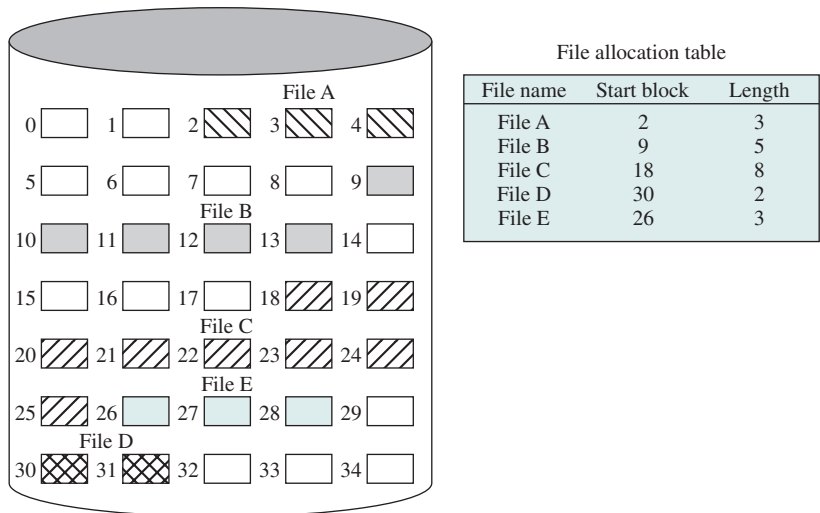 File allocation table
File name Start block Length
File A 2 3
File B 9 5
File C 18 8
File D 30 2
File E 26 3
File A
0 1 2 3 4
5 6 7 8 9
File B
10 11 12 13 14
15 16 17 18 19
File C
20 21 22 23 24
File E
25 26 27 28 29
File D
30 31 32 33 34